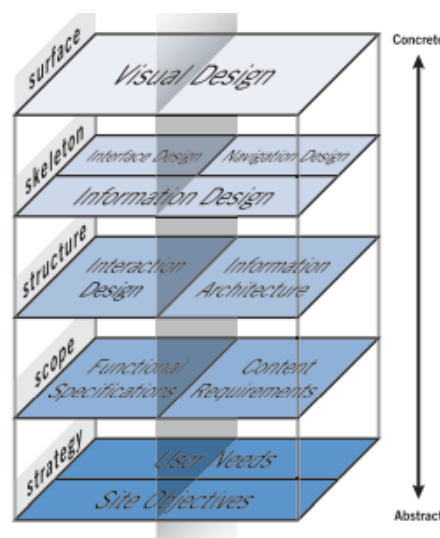 surface
Visual Design
Concrete
skeleton
Interface Design
Navigation Design
Information Design
structure
Interaction
Design
Information
Architecture
scope
Functional
Specifications
Content
Requirements
strategy
User Needs
Site Objectives
Abstract